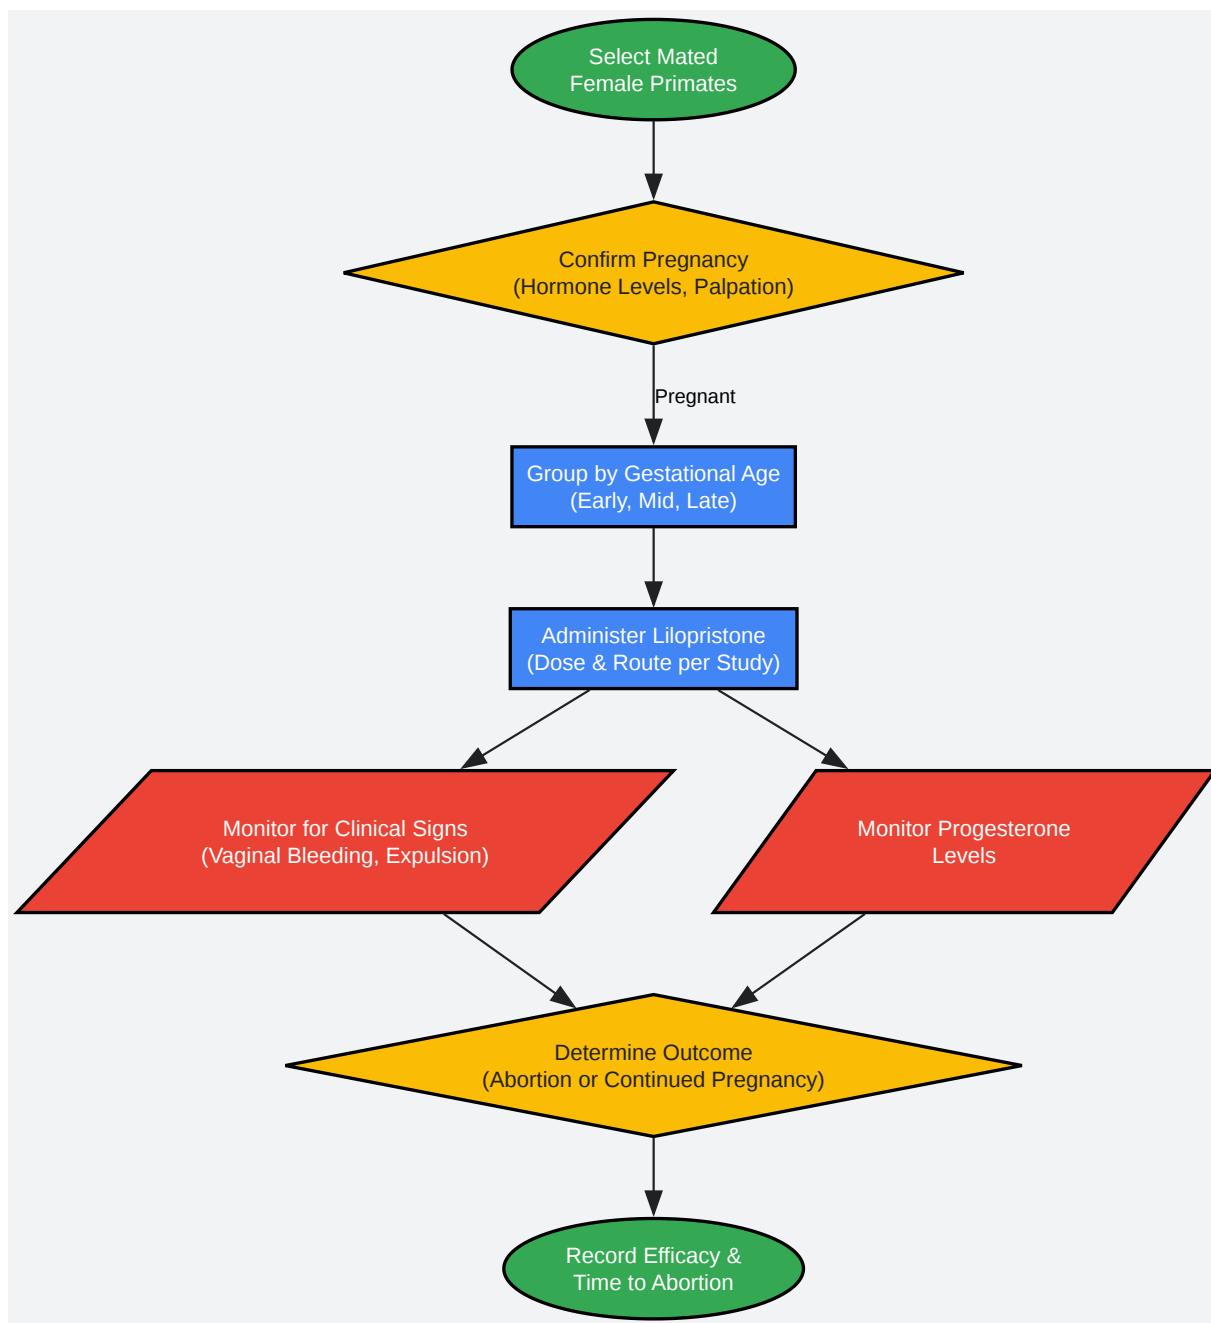 Select Mated
Female Primates
Confirm Pregnancy
(Hormone Levels, Palpation)
Pregnant
Group by Gestational Age
(Early, Mid, Late)
Administer Lilopristone
(Dose & Route per Study)
Monitor for Clinical Signs
(Vaginal Bleeding, Expulsion)
Monitor Progesterone
Levels
Determine Outcome
(Abortion or Continued Pregnancy)
Record Efficacy &
Time to Abortion